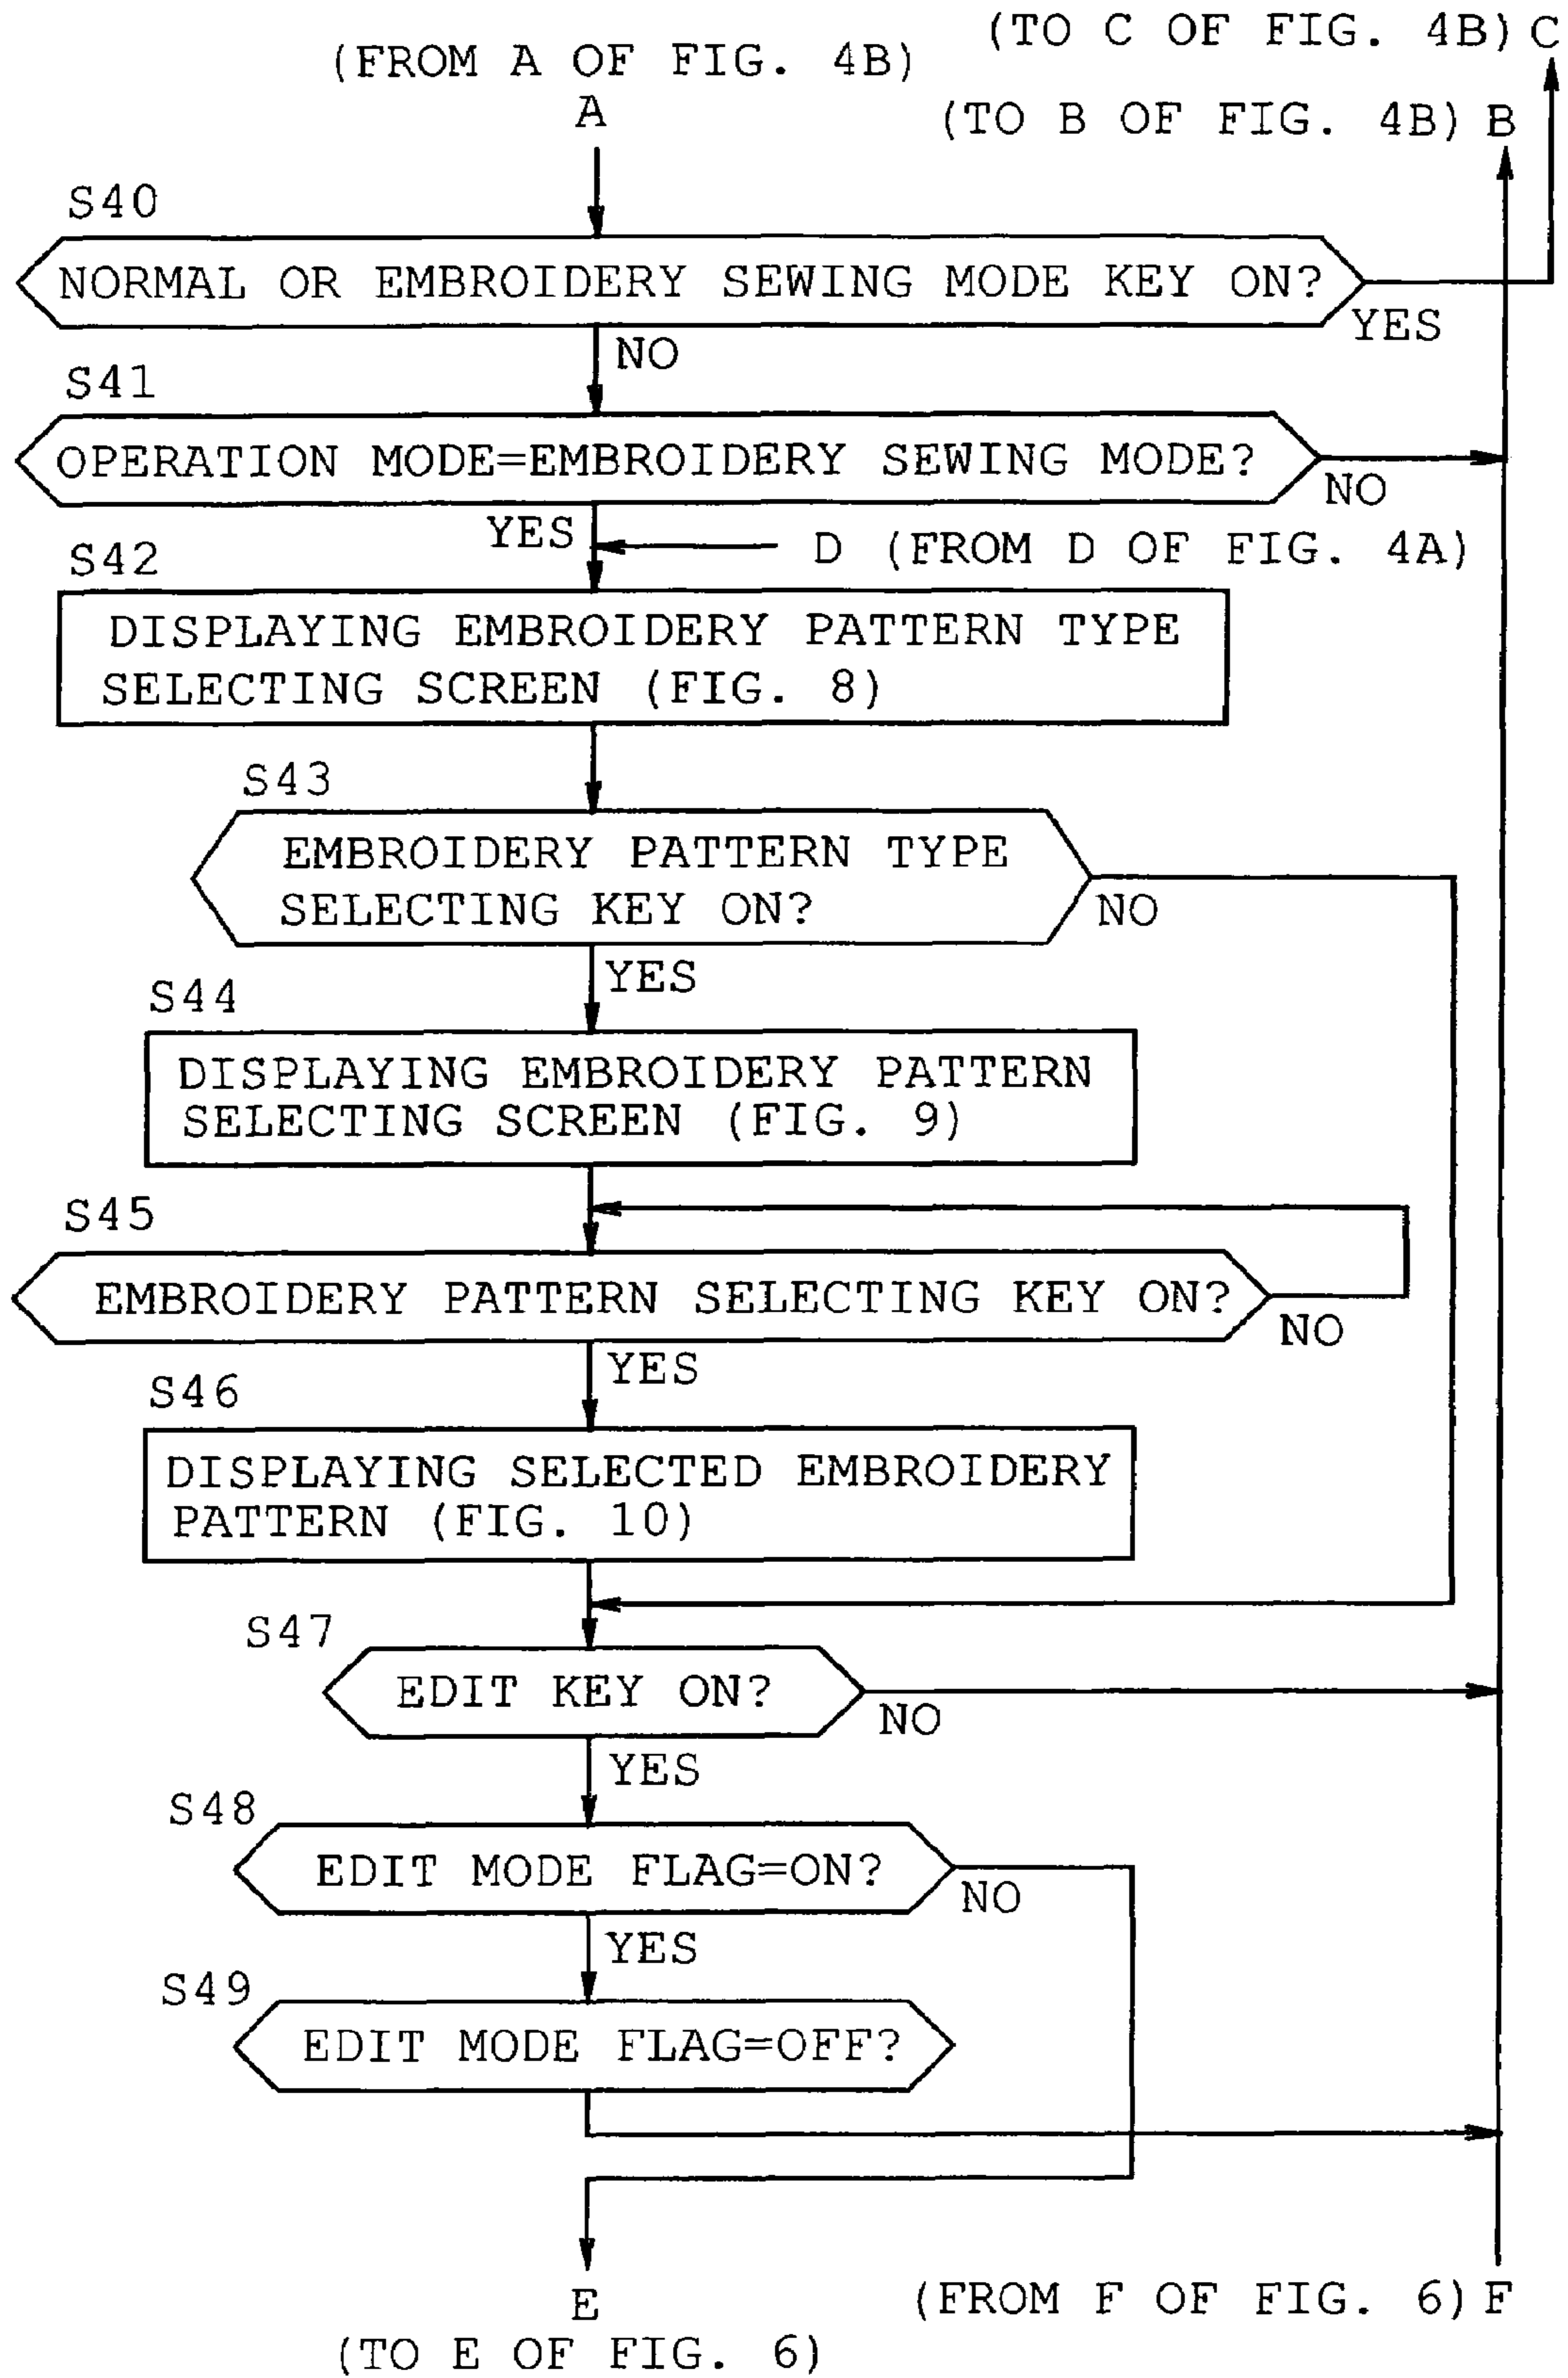 (TO C OF FIG. 4B) C
(FROM A OF FIG. 4B)
A
(TO B OF FIG. 4B) B
S40
NORMAL OR EMBROIDERY SEWING MODE KEY ON?
YES
NO
S41
OPERATION MODE=EMBROIDERY SEWING MODE?
NO
YES
D (FROM D OF FIG. 4A)
S42
DISPLAYING EMBROIDERY PATTERN TYPE
SELECTING SCREEN (FIG. 8)
S43
EMBROIDERY PATTERN TYPE
SELECTING KEY ON?
NO
YES
S44
DISPLAYING EMBROIDERY PATTERN
SELECTING SCREEN (FIG. 9)
S45
EMBROIDERY PATTERN SELECTING KEY ON?
NO
YES
S46
DISPLAYING SELECTED EMBROIDERY
PATTERN (FIG. 10)
S47
EDIT KEY ON?
NO
YES
S48
EDIT MODE FLAG=ON?
NO
YES
S49
EDIT MODE FLAG=OFF?
E
(TO E OF FIG. 6)
(FROM F OF FIG. 6) F